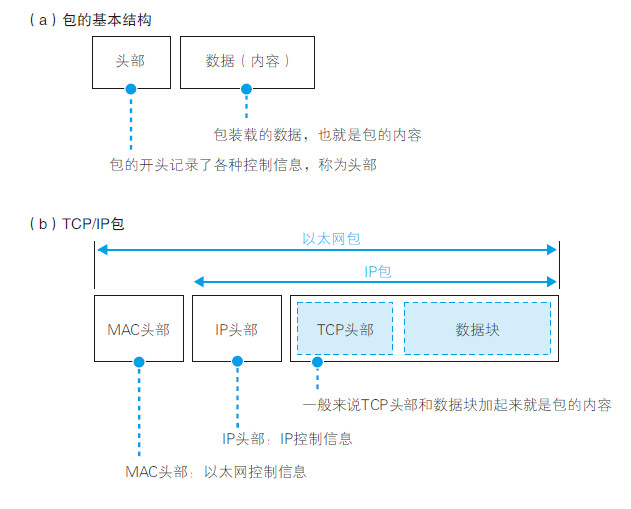 （a）包的基本结构
头部
数据（内容）
包装载的数据，也就是包的内容
包的开头记录了各种控制信息，称为头部
（b）TCP/IP包
以太网包
IP包
MAC头部
IP头部
TCP头部
数据块
一般来说TCP头部和数据块加起来就是包的内容
IP头部：IP控制信息
MAC头部：以太网控制信息